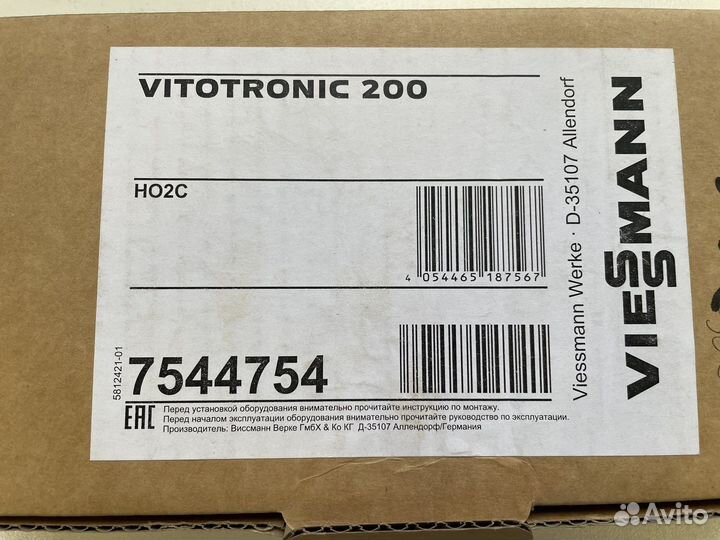 VITOTRONIC 200
HO2C
4 054465 187567
5812421-01
7544754
EAC Перед установкой оборудования внимательно прочитайте инструкцию по монтажу.
Перед началом эксплуатации оборудования внимательно прочитайте руководство по эксплуатации.
Производитель: Виссманн Верке ГмбХ & Ко КГ Д-35107 Аллендорф/Германия
Viessmann Werke · D-35107 Allendorf
VIESSMANN
Avito